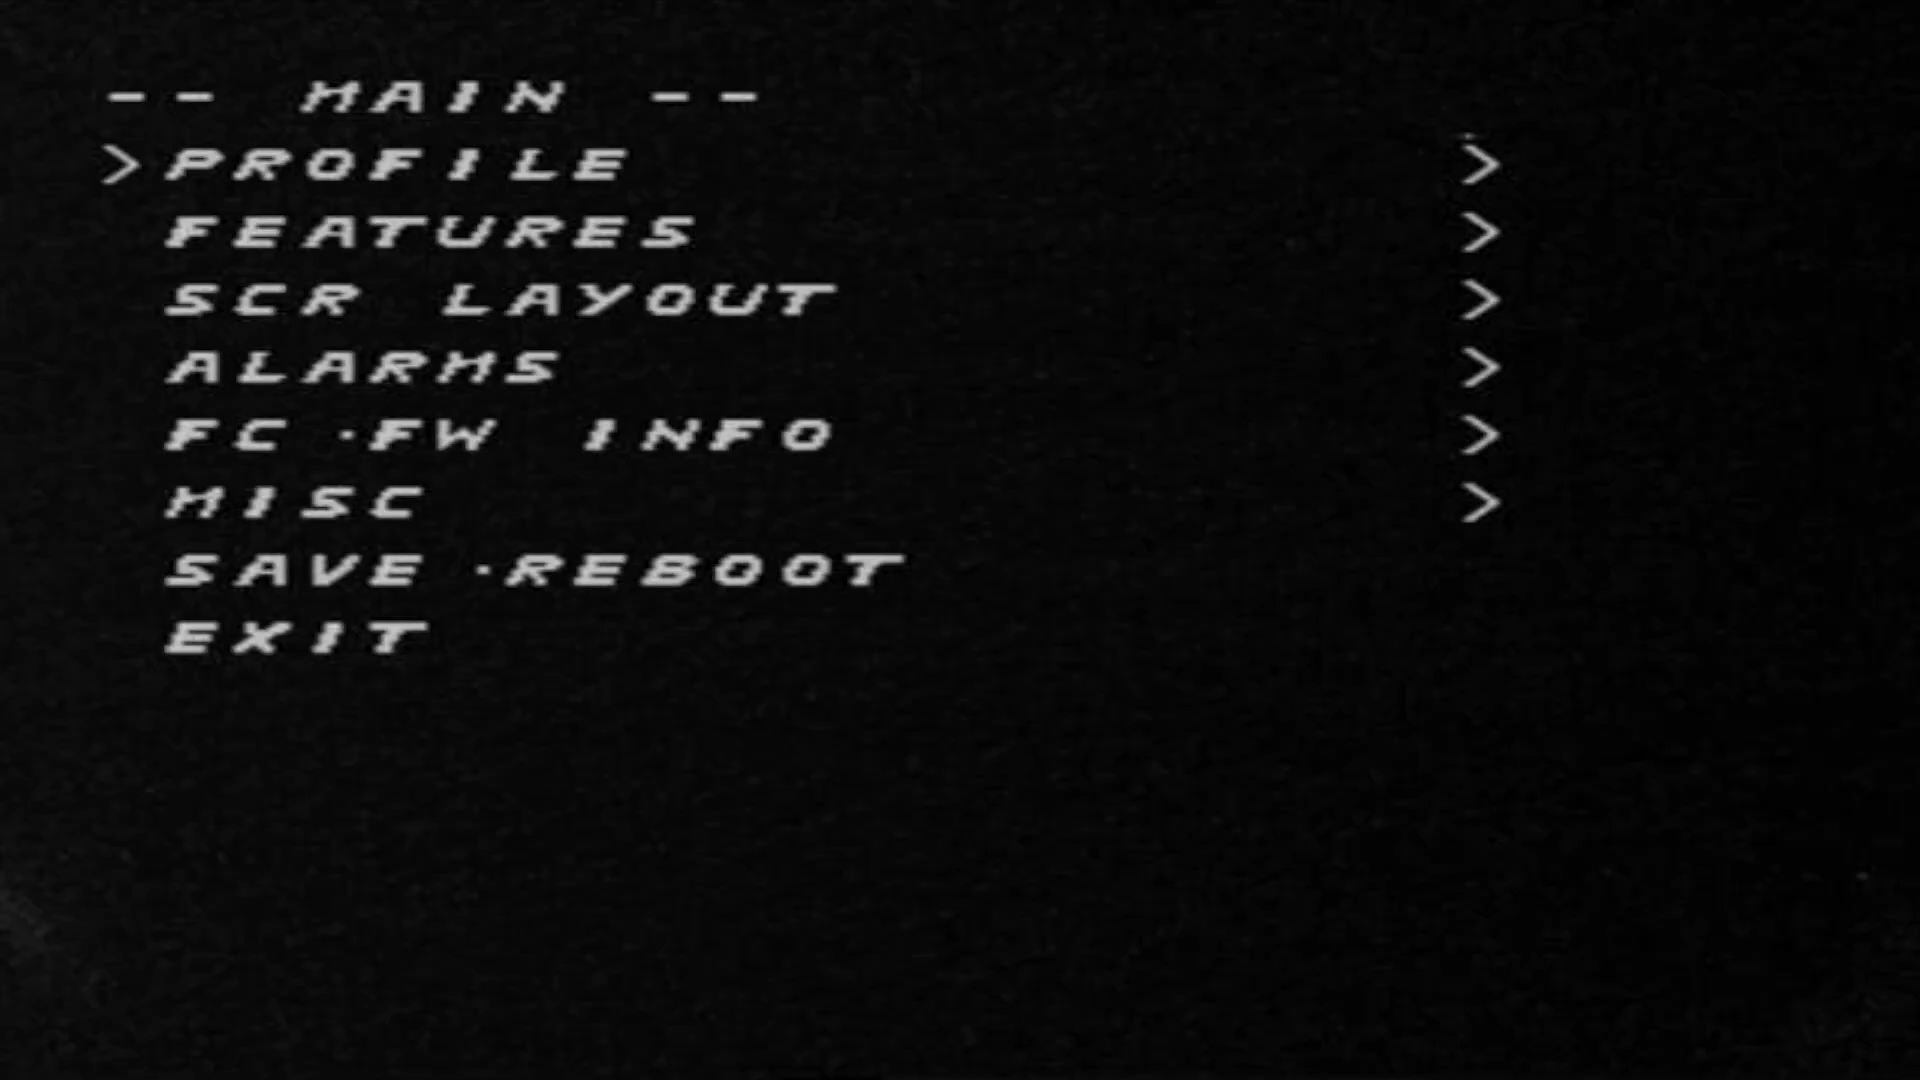 -- MAIN --
>PROFILE >
FEATURES >
SCR LAYOUT >
ALARMS >
FC·FW INFO >
MISC >
SAVE·REBOOT
EXIT